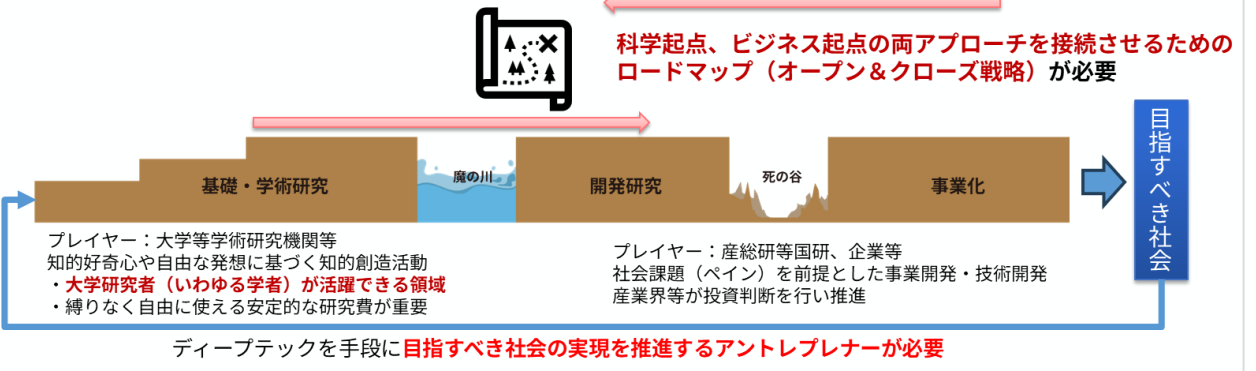 科学起点、ビジネス起点の両アプローチを接続させるための
ロードマップ（オープン＆クローズ戦略）が必要
基礎・学術研究
魔の川
開発研究
死の谷
事業化
目指すべき社会
プレイヤー：大学等学術研究機関等
知的好奇心や自由な発想に基づく知的創造活動
・大学研究者（いわゆる学者）が活躍できる領域
・縛りなく自由に使える安定的な研究費が重要
プレイヤー：産総研等国研、企業等
社会課題（ペイン）を前提とした事業開発・技術開発
産業界等が投資判断を行い推進
ディープテックを手段に目指すべき社会の実現を推進するアントレプレナーが必要